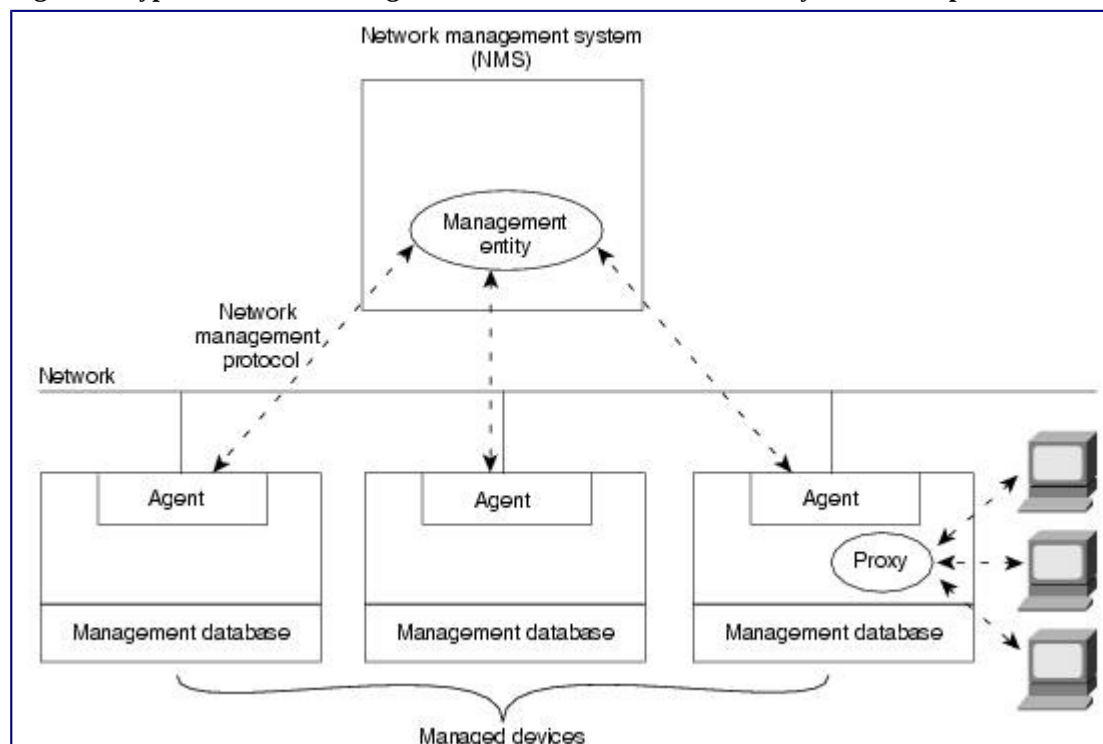 Network management system
(NMS)
Management
entity
Network
management
protocol
Network
Agent
Agent
Agent
Proxy
Management database
Management database
Management database
Managed devices